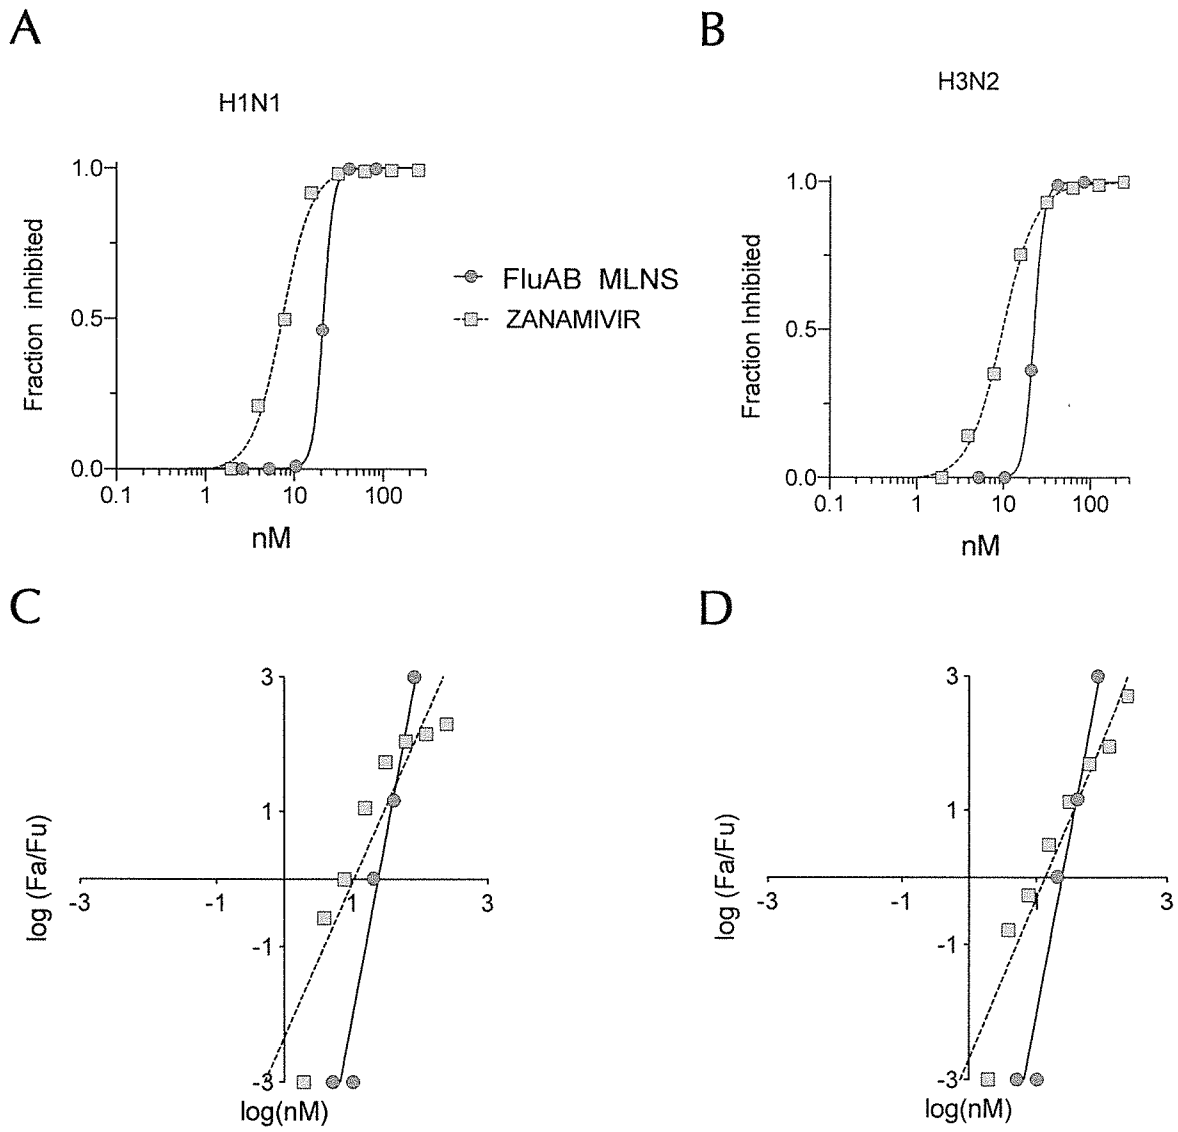 A
B
H1N1
H3N2
Fraction inhibited
1.0
0.5
0.0
0.1
1
10
100
nM
FluAB MLNS
ZANAMIVIR
Fraction Inhibited
1.0
0.5
0.0
0.1
1
10
100
nM
C
D
log (Fa/Fu)
3
1
-1
-3
-3
-1
1
3
log(nM)
log (Fa/Fu)
3
1
-1
-3
-3
-1
1
3
log(nM)